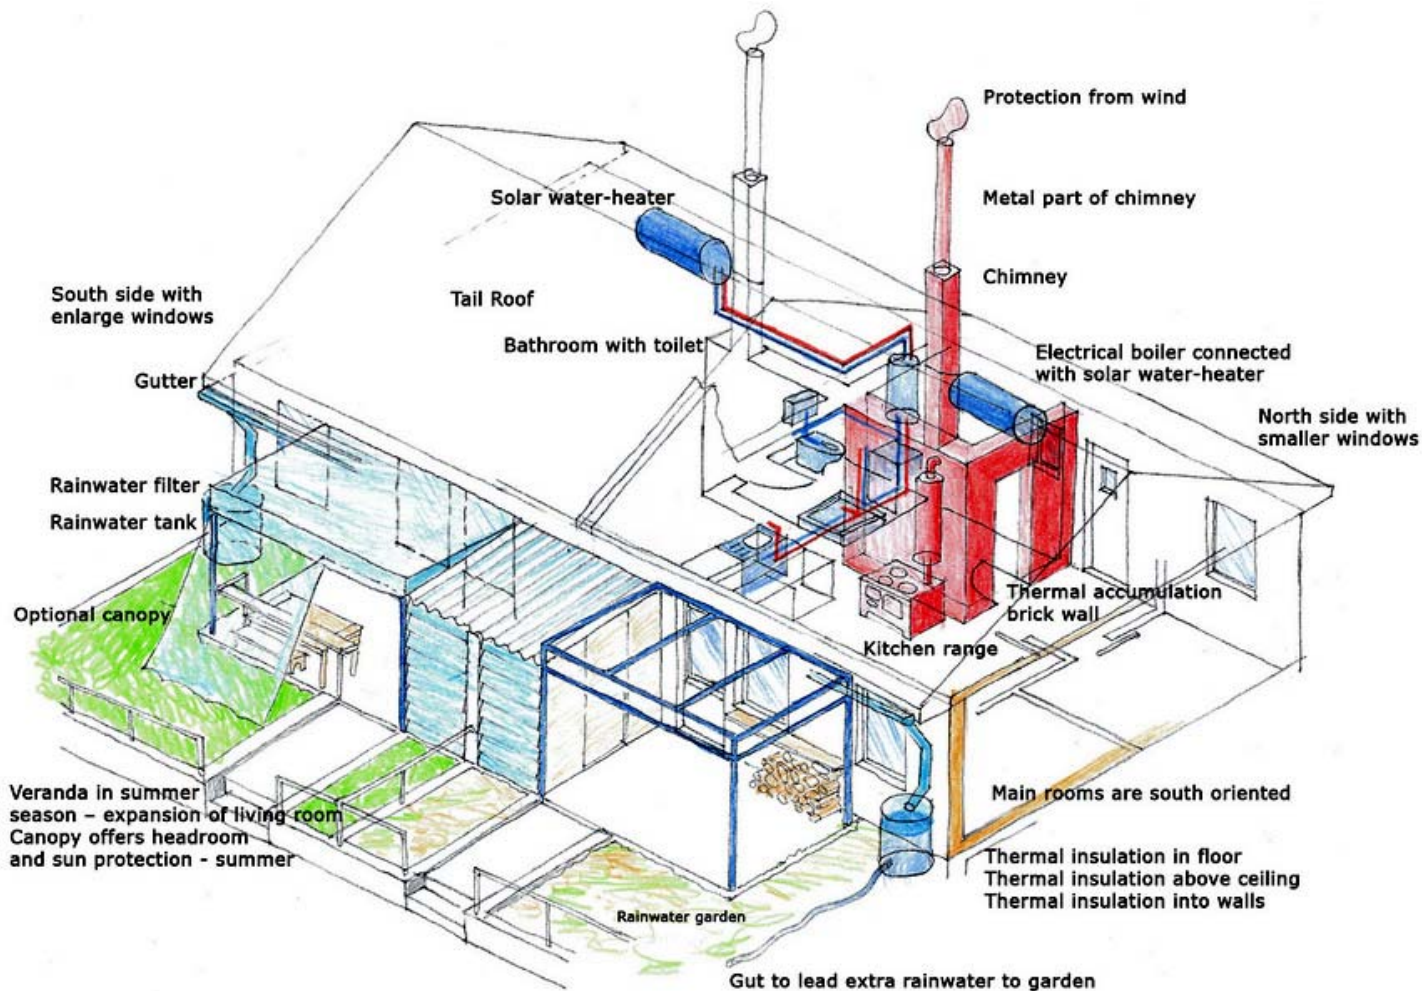 Protection from wind
Solar water-heater
Metal part of chimney
Chimney
South side with
enlarge windows
Tail Roof
Bathroom with toilet
Electrical boiler connected
with solar water-heater
Gutter
North side with
smaller windows
Rainwater filter
Rainwater tank
Optional canopy
Thermal accumulation
brick wall
Kitchen range
Veranda in summer
season – expansion of living room
Canopy offers headroom
and sun protection - summer
Main rooms are south oriented
Thermal insulation in floor
Thermal insulation above ceiling
Thermal insulation into walls
Rainwater garden
Gut to lead extra rainwater to garden